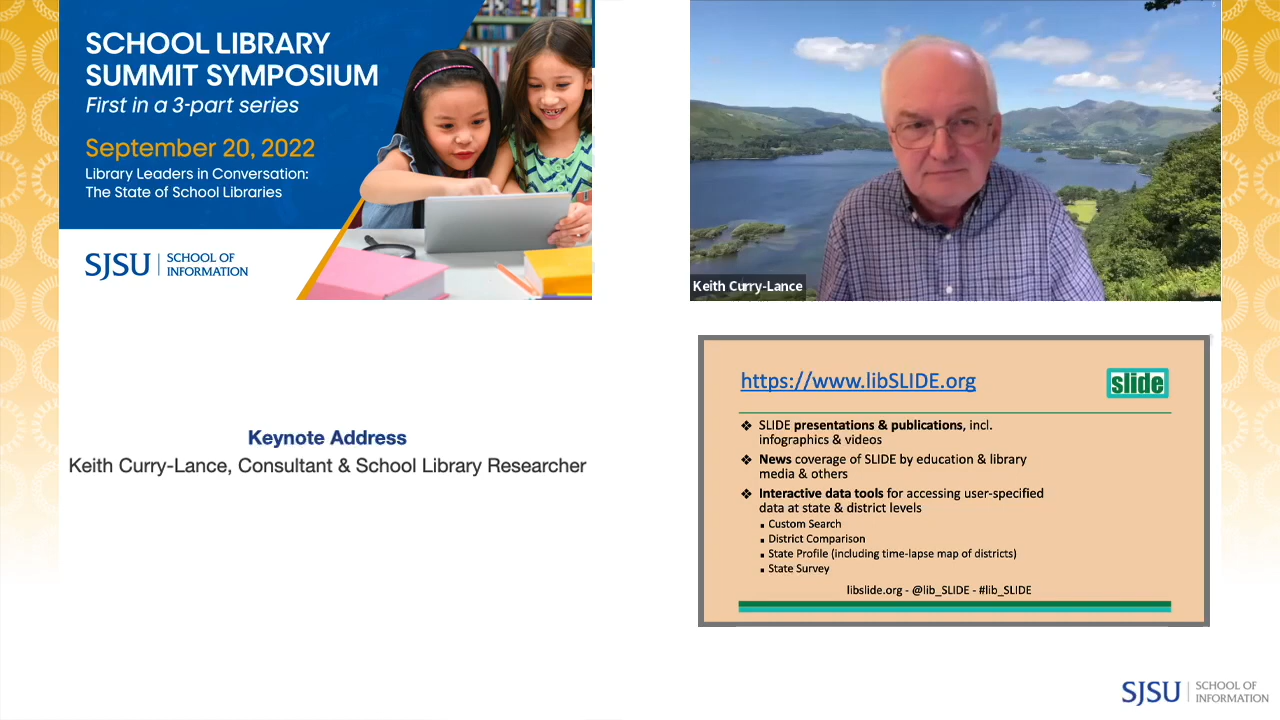 SCHOOL LIBRARY
SUMMIT SYMPOSIUM
First in a 3-part series
September 20, 2022
Library Leaders in Conversation:
The State of School Libraries
SJSU | SCHOOL OF
INFORMATION
Keith Curry-Lance
Keynote Address
Keith Curry-Lance, Consultant & School Library Researcher
https://www.libSLIDE.org
slide
❖ SLIDE presentations & publications, incl.
infographics & videos
❖ News coverage of SLIDE by education & library
media & others
❖ Interactive data tools for accessing user-specified
data at state & district levels
▪ Custom Search
▪ District Comparison
▪ State Profile (including time-lapse map of districts)
▪ State Survey
libslide.org - @lib_SLIDE - #lib_SLIDE
SJSU | SCHOOL OF
INFORMATION